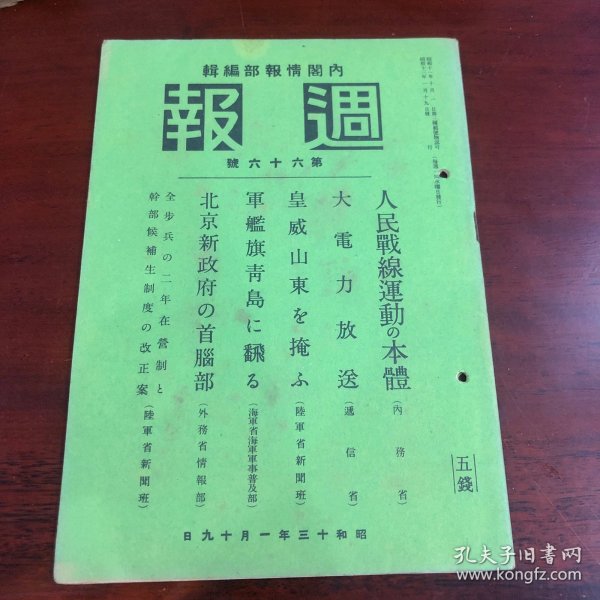 內閣情報部編輯
週報
第六十六號
人民戰線運動の本體（內務省）
大電力放送（遞信省）
皇威山東を掩ふ（陸軍省新聞班）
軍艦旗靑島に飜る（海軍省海軍軍事普及部）
北京新政府の首腦部（外務省情報部）
全步兵の二年在營制と
幹部候補生制度の改正案（陸軍省新聞班）
五錢
昭和十三年一月十九日
孔夫子旧书网
www.kongfz.com